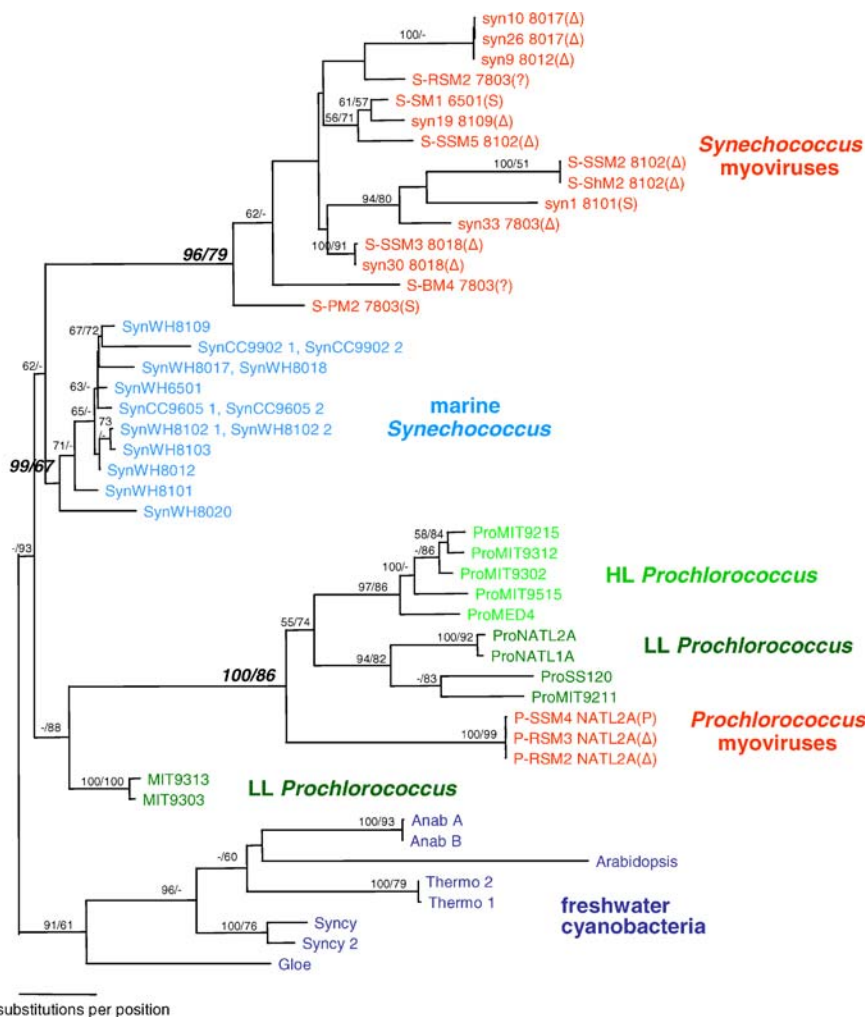 100/-
syn10 8017(Δ)
syn26 8017(Δ)
syn9 8012(Δ)
S-RSM2 7803(?)
61/57
S-SM1 6501(S)
56/71
syn19 8109(Δ)
S-SSM5 8102(Δ)
Synechococcus
myoviruses
100/51
S-SSM2 8102(Δ)
S-ShM2 8102(Δ)
94/80
syn1 8101(S)
62/-
syn33 7803(Δ)
100/91
S-SSM3 8018(Δ)
syn30 8018(Δ)
96/79
S-BM4 7803(?)
S-PM2 7803(S)
67/72
SynWH8109
SynCC9902 1, SynCC9902 2
62/-
SynWH8017, SynWH8018
63/-
SynWH6501
65/-
SynCC9605 1, SynCC9605 2
marine
Synechococcus
73
/-
SynWH8102 1, SynWH8102 2
71/-
SynWH8103
99/67
SynWH8012
SynWH8101
SynWH8020
-/93
58/84
ProMIT9215
-/86
ProMIT9312
100/-
ProMIT9302
HL Prochlorococcus
97/86
ProMIT9515
ProMED4
55/74
100/92
ProNATL2A
LL Prochlorococcus
94/82
ProNATL1A
100/86
-/83
ProSS120
ProMIT9211
-/88
P-SSM4 NATL2A(P)
100/99
P-RSM3 NATL2A(Δ)
P-RSM2 NATL2A(Δ)
Prochlorococcus
myoviruses
100/100
MIT9313
MIT9303
LL Prochlorococcus
100/93
Anab A
Anab B
-/60
Arabidopsis
96/-
100/79
Thermo 2
Thermo 1
freshwater
cyanobacteria
91/61
100/76
Syncy
Syncy 2
Gloe
substitutions per position